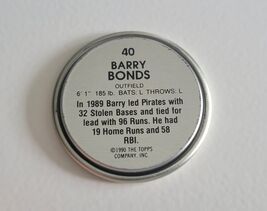 40
BARRY
BONDS
OUTFIELD
6' 1" 185 lb. BATS: L THROWS: L
In 1989 Barry led Pirates with
32 Stolen Bases and tied for
lead with 96 Runs. He had
19 Home Runs and 58
RBI.
©1990 THE TOPPS
COMPANY, INC